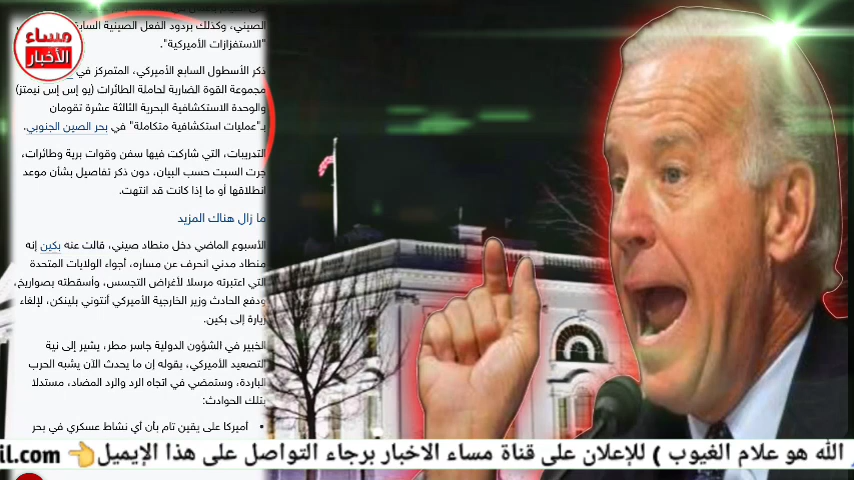 الصيني، وكذلك بردود الفعل الصينية
"الاستفزازات الأميركية".
ذكر الأسطول السابع الأميركي، المتمركز في
مجموعة القوة الضاربة لحاملة الطائرات (يو إس إس نيمتز)
والوحدة الاستكشافية البحرية الثالثة عشرة تقومان
بـ"عمليات استكشافية متكاملة" في بحر الصين الجنوبي.
التدريبات، التي شاركت فيها سفن وقوات برية وطائرات،
جرت السبت حسب البيان، دون ذكر تفاصيل بشأن موعد
انطلاقها أو ما إذا كانت قد انتهت.
ما زال هناك المزيد
الأسبوع الماضي دخل منطاد صيني، قالت عنه بكين إنه
منطاد مدني انحرف عن مساره، أجواء الولايات المتحدة
التي اعتبرته مرسلا لأغراض التجسس، وأسقطته بصواريخ،
ودفع الحادث وزير الخارجية الأميركي أنتوني بلينكن، لإلغاء
زيارة إلى بكين.
الخبير في الشؤون الدولية جاسر مطر، يشير إلى نية
التصعيد الأميركي، بقوله إن ما يحدث الآن يشبه الحرب
الباردة، وستمضي في اتجاه الرد والرد المضاد، مستدلا
بتلك الحوادث:
• أميركا على يقين تام بأن أي نشاط عسكري في بحر
مساء
الأخبار
الله هو علام الغيوب ) للإعلان على قناة مساء الاخبار برجاء التواصل على هذا الإيميل👈 il.com